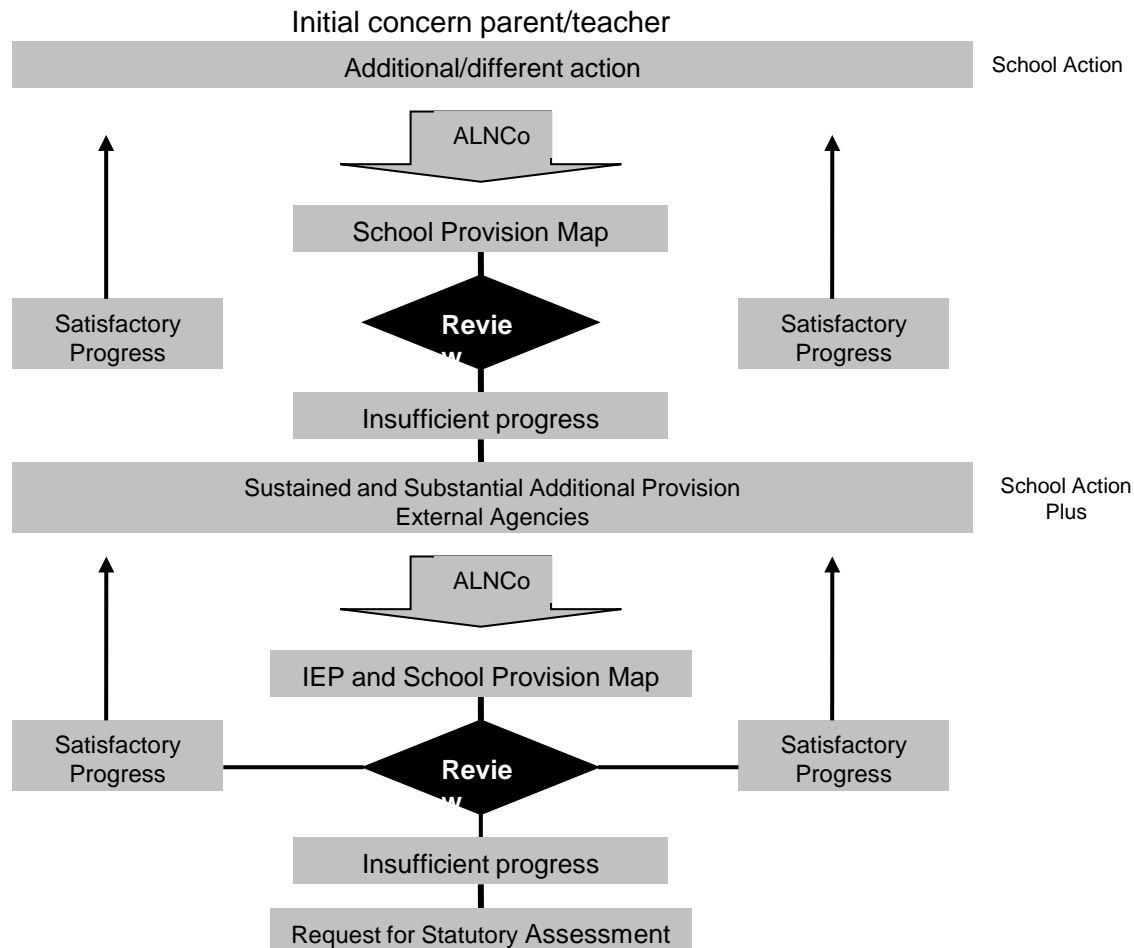 Initial concern parent/teacher
Additional/different action
School Action
ALNCo
School Provision Map
Satisfactory
Progress
Revie
w
Satisfactory
Progress
Insufficient progress
Sustained and Substantial Additional Provision
External Agencies
School Action
Plus
ALNCo
IEP and School Provision Map
Satisfactory
Progress
Revie
w
Satisfactory
Progress
Insufficient progress
Request for Statutory Assessment